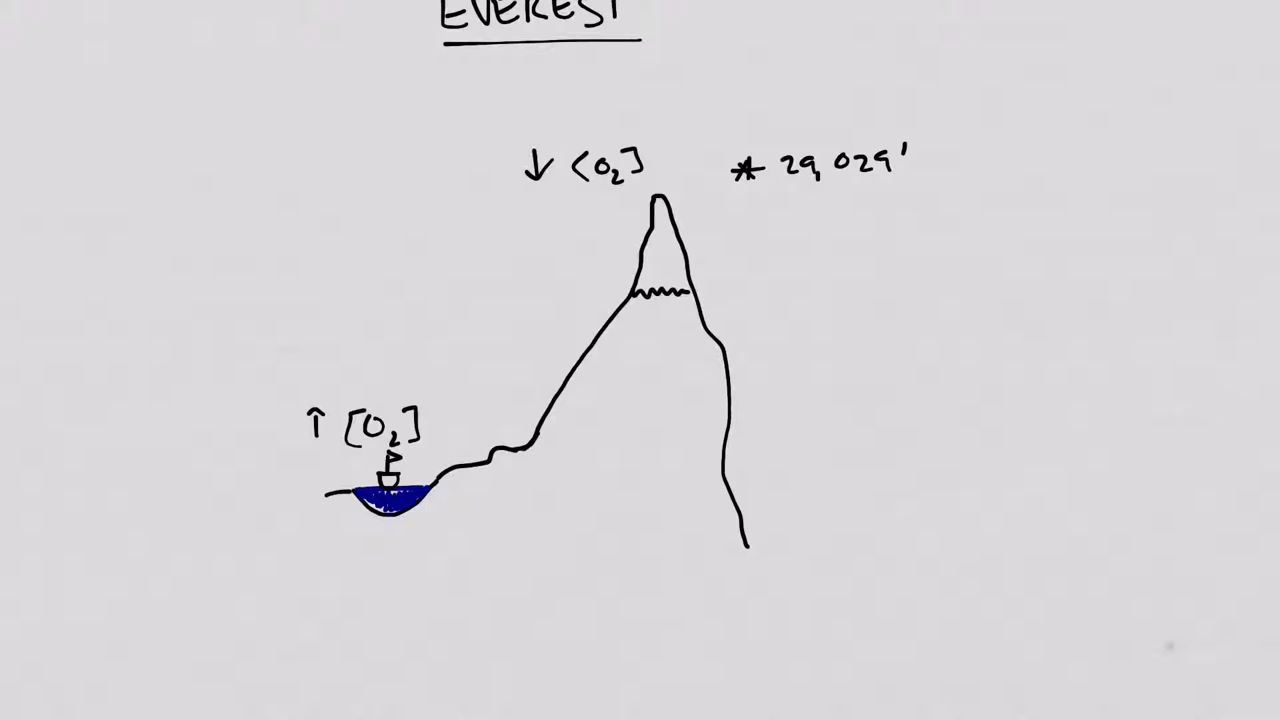 EVEREST
↓ <O₂] * 29,029'
↑ [O₂]